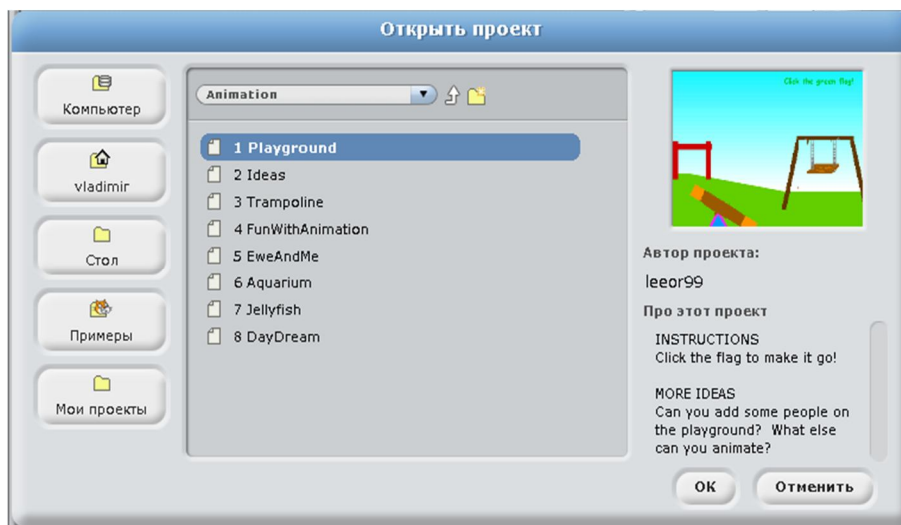 Открыть проект
Компьютер
vladimir
Стол
Примеры
Мои проекты
Animation
1 Playground
2 Ideas
3 Trampoline
4 FunWithAnimation
5 EweAndMe
6 Aquarium
7 Jellyfish
8 DayDream
Click the green flag!
Автор проекта:
leeor99
Про этот проект
INSTRUCTIONS
Click the flag to make it go!
MORE IDEAS
Can you add some people on
the playground? What else
can you animate?
OK
Отменить